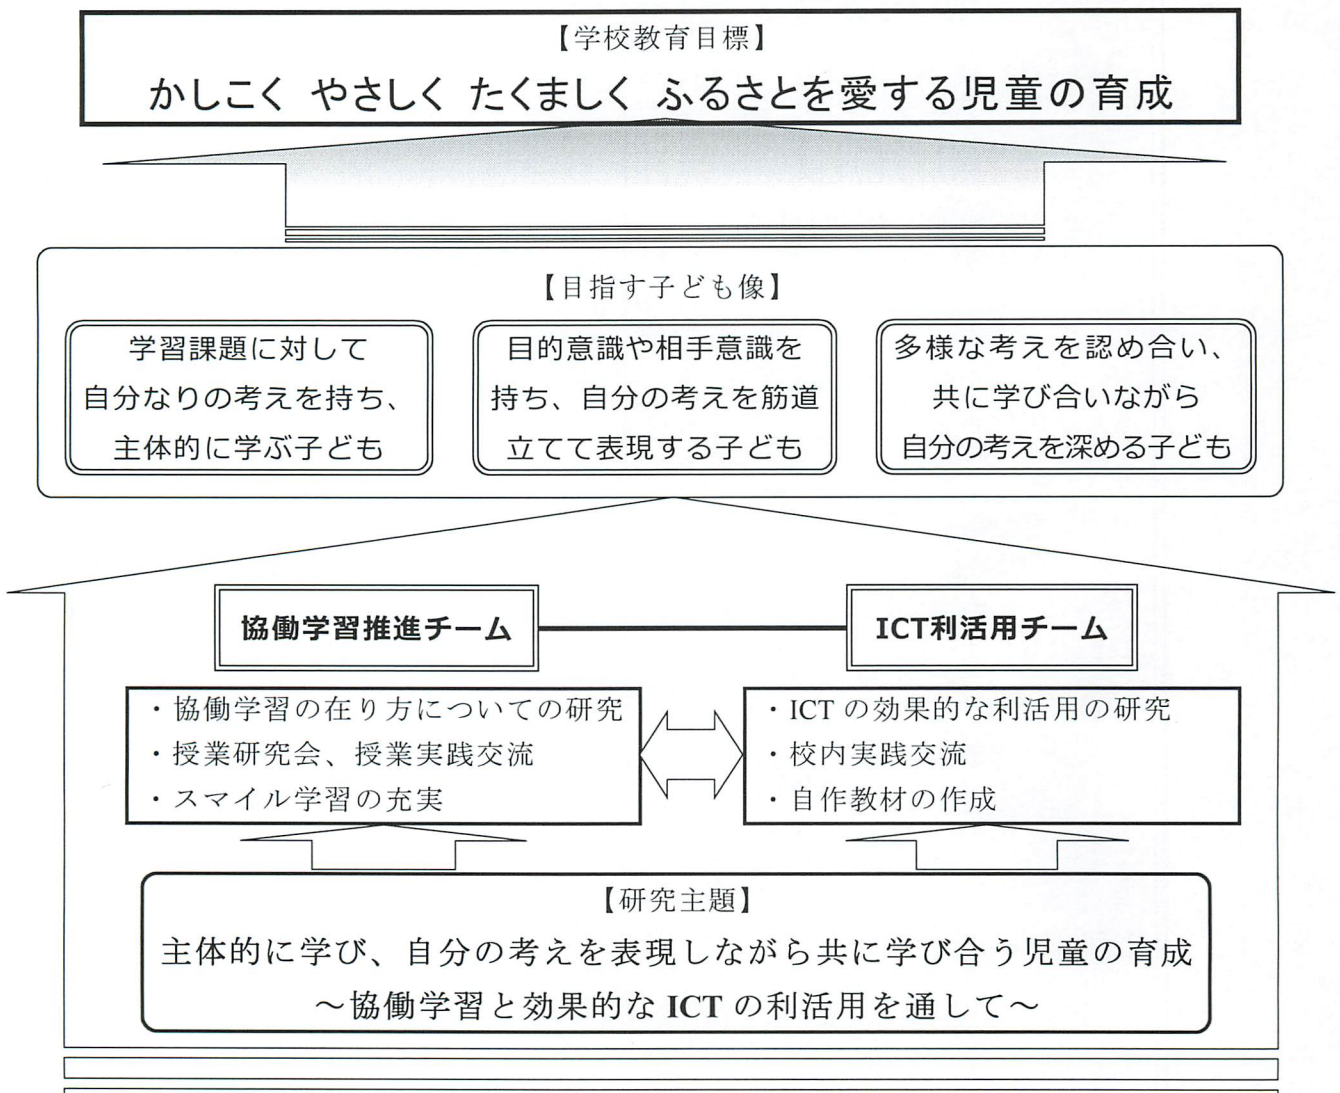 【学校教育目標】
かしこく やさしく たくましく ふるさとを愛する児童の育成
【目指す子ども像】
学習課題に対して
自分なりの考えを持ち、
主体的に学ぶ子ども
目的意識や相手意識を
持ち、自分の考えを筋道
立てて表現する子ども
多様な考えを認め合い、
共に学び合いながら
自分の考えを深める子ども
協働学習推進チーム
ICT利活用チーム
・協働学習の在り方についての研究
・授業研究会、授業実践交流
・スマイル学習の充実
・ICT の効果的な利活用の研究
・校内実践交流
・自作教材の作成
【研究主題】
主体的に学び、自分の考えを表現しながら共に学び合う児童の育成
～協働学習と効果的な ICT の利活用を通して～